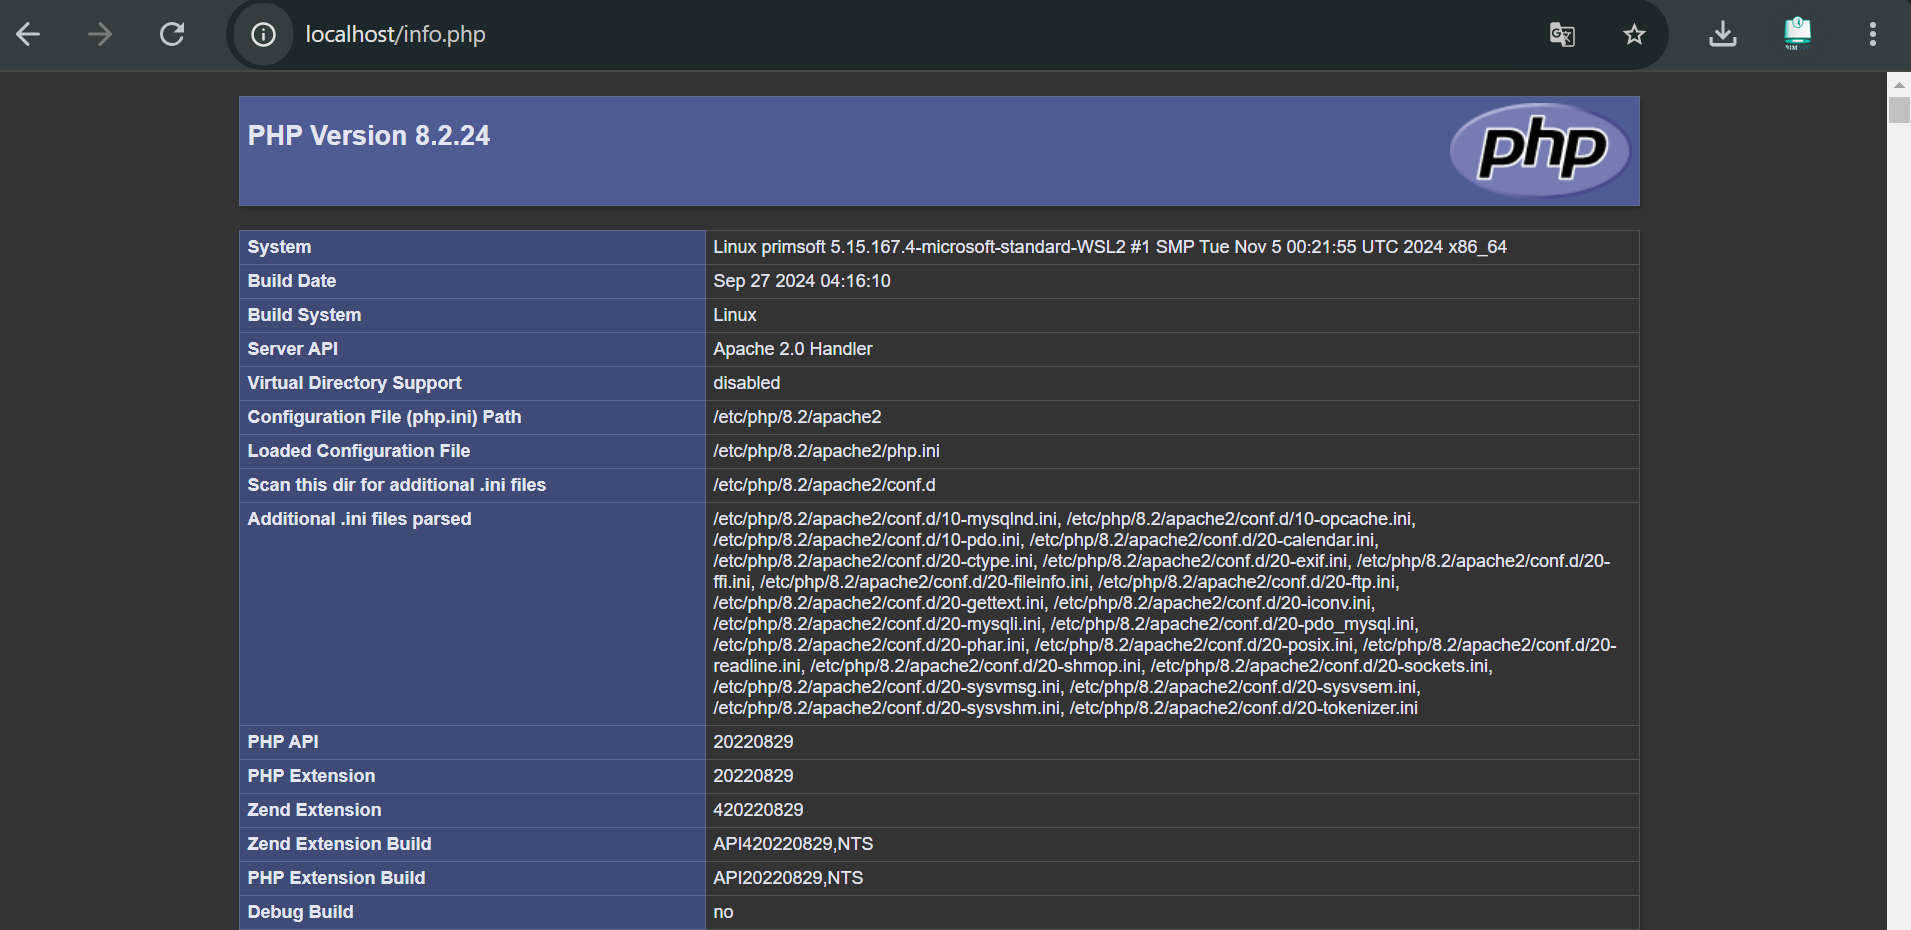 localhost/info.php
PHP Version 8.2.24
php
System Linux primsoft 5.15.167.4-microsoft-standard-WSL2 #1 SMP Tue Nov 5 00:21:55 UTC 2024 x86_64
Build Date Sep 27 2024 04:16:10
Build System Linux
Server API Apache 2.0 Handler
Virtual Directory Support disabled
Configuration File (php.ini) Path /etc/php/8.2/apache2
Loaded Configuration File /etc/php/8.2/apache2/php.ini
Scan this dir for additional .ini files /etc/php/8.2/apache2/conf.d
Additional .ini files parsed /etc/php/8.2/apache2/conf.d/10-mysqlnd.ini, /etc/php/8.2/apache2/conf.d/10-opcache.ini,
/etc/php/8.2/apache2/conf.d/10-pdo.ini, /etc/php/8.2/apache2/conf.d/20-calendar.ini,
/etc/php/8.2/apache2/conf.d/20-ctype.ini, /etc/php/8.2/apache2/conf.d/20-exif.ini, /etc/php/8.2/apache2/conf.d/20-
ffi.ini, /etc/php/8.2/apache2/conf.d/20-fileinfo.ini, /etc/php/8.2/apache2/conf.d/20-ftp.ini,
/etc/php/8.2/apache2/conf.d/20-gettext.ini, /etc/php/8.2/apache2/conf.d/20-iconv.ini,
/etc/php/8.2/apache2/conf.d/20-mysqli.ini, /etc/php/8.2/apache2/conf.d/20-pdo_mysql.ini,
/etc/php/8.2/apache2/conf.d/20-phar.ini, /etc/php/8.2/apache2/conf.d/20-posix.ini, /etc/php/8.2/apache2/conf.d/20-
readline.ini, /etc/php/8.2/apache2/conf.d/20-shmop.ini, /etc/php/8.2/apache2/conf.d/20-sockets.ini,
/etc/php/8.2/apache2/conf.d/20-sysvmsg.ini, /etc/php/8.2/apache2/conf.d/20-sysvsem.ini,
/etc/php/8.2/apache2/conf.d/20-sysvshm.ini, /etc/php/8.2/apache2/conf.d/20-tokenizer.ini
PHP API 20220829
PHP Extension 20220829
Zend Extension 420220829
Zend Extension Build API420220829,NTS
PHP Extension Build API20220829,NTS
Debug Build no